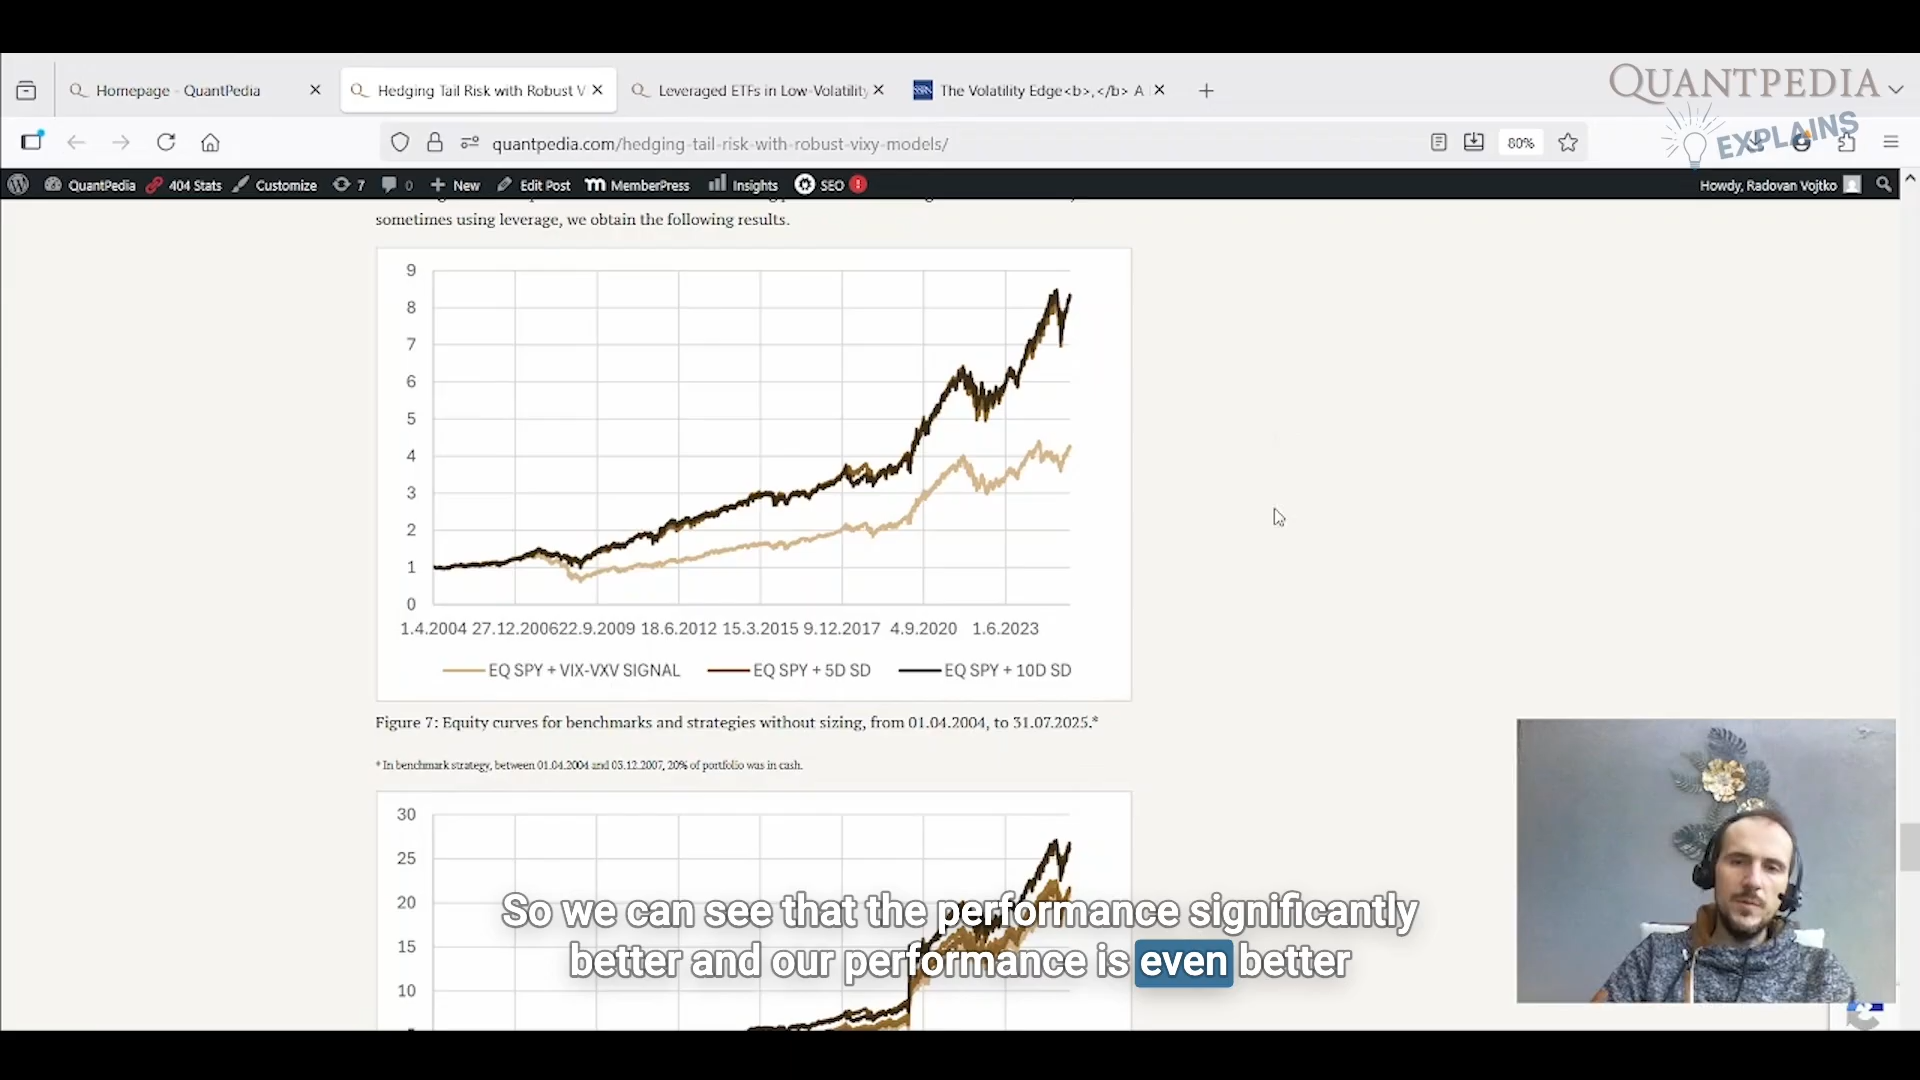 QUANTPEDIA
EXPLAINS
Homepage - QuantPedia
Hedging Tail Risk with Robust V
Leveraged ETFs in Low-Volatility
SSRN
The Volatility Edge<b>,</b> A
quantpedia.com/hedging-tail-risk-with-robust-vixy-models/
80%
QuantPedia 404 Stats Customize 7 0 New Edit Post MemberPress Insights SEO ! Howdy, Radovan Vojtko
sometimes using leverage, we obtain the following results.
9
8
7
6
5
4
3
2
1
0
1.4.2004 27.12.2006 22.9.2009 18.6.2012 15.3.2015 9.12.2017 4.9.2020 1.6.2023
EQ SPY + VIX-VXV SIGNAL EQ SPY + 5D SD EQ SPY + 10D SD
Figure 7: Equity curves for benchmarks and strategies without sizing, from 01.04.2004, to 31.07.2025.*
* In benchmark strategy, between 01.04.2004 and 03.12.2007, 20% of portfolio was in cash.
30
25
20
15
10
So we can see that the performance significantly
better and our performance is even better